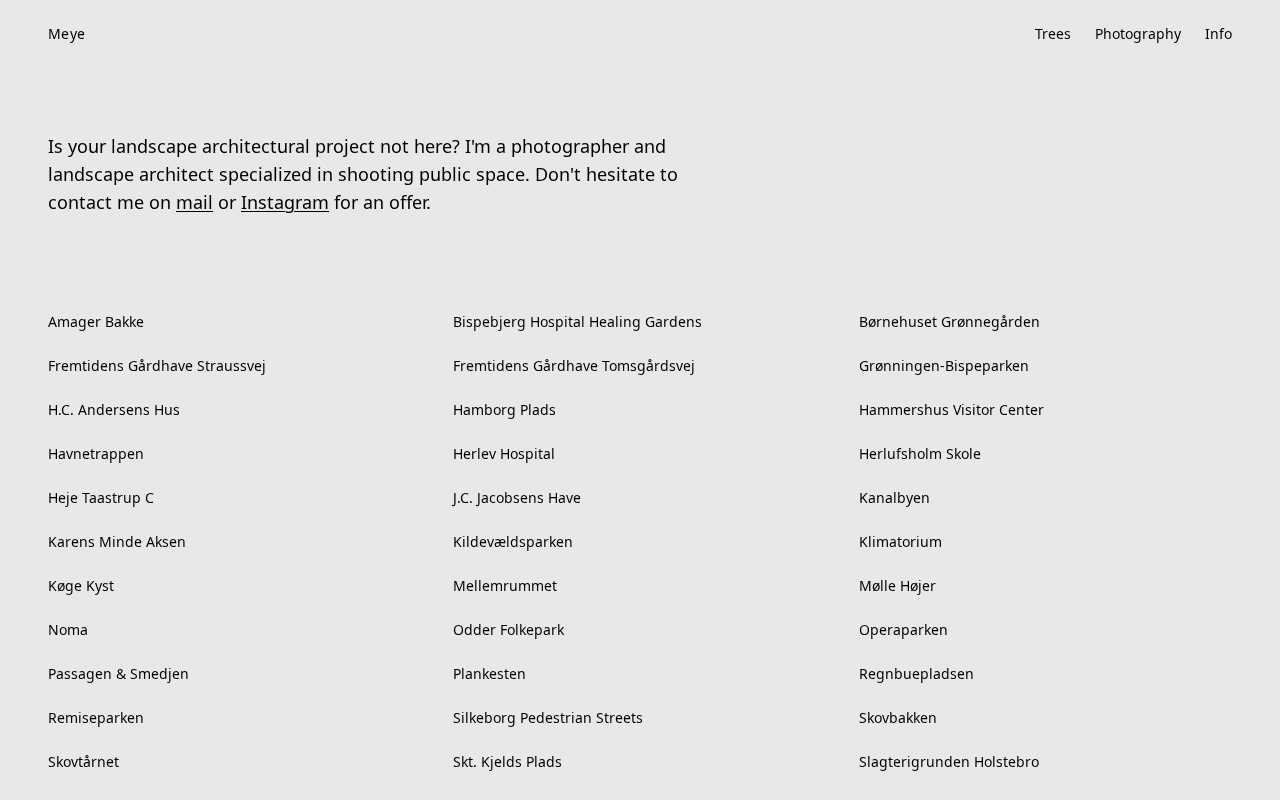 Meye
Trees Photography Info
Is your landscape architectural project not here? I'm a photographer and
landscape architect specialized in shooting public space. Don't hesitate to
contact me on mail or Instagram for an offer.
Amager Bakke Bispebjerg Hospital Healing Gardens Børnehuset Grønnegården
Fremtidens Gårdhave Straussvej Fremtidens Gårdhave Tomsgårdsvej Grønningen-Bispeparken
H.C. Andersens Hus Hamborg Plads Hammershus Visitor Center
Havnetrappen Herlev Hospital Herlufsholm Skole
Heje Taastrup C J.C. Jacobsens Have Kanalbyen
Karens Minde Aksen Kildevældsparken Klimatorium
Køge Kyst Mellemrummet Mølle Højer
Noma Odder Folkepark Operaparken
Passagen & Smedjen Plankesten Regnbuepladsen
Remiseparken Silkeborg Pedestrian Streets Skovbakken
Skovtårnet Skt. Kjelds Plads Slagterigrunden Holstebro